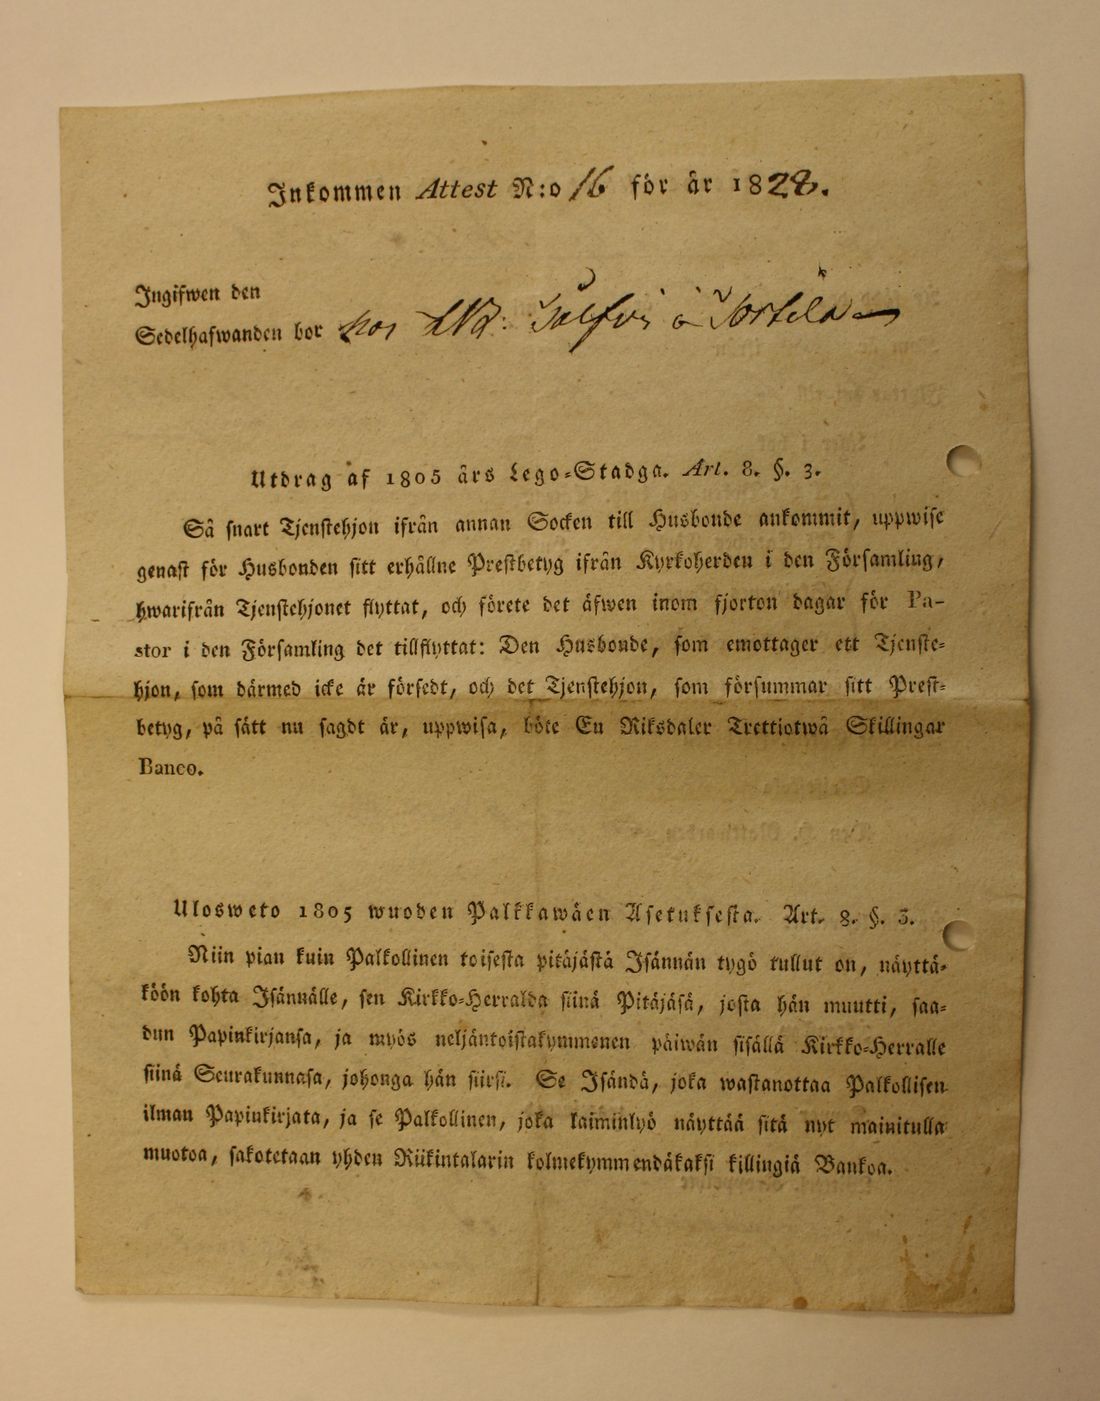 Inkommen Attest N:o 16 för år 1828.
Ingifwen den
Sedelhafwanden bor hos
Utdrag af 1805 års Lego=Stadga. Art. 8. §. 3.
Så snart Tjenstehjon ifrån annan Socken till Husbonde ankommit, uppwise
genast för Husbonden sitt erhållne Prestbetyg ifrån Kyrkoherden i den Församling,
hwarifrån Tjenstehjonet flyttat, och förete det äfwen inom fjorton dagar för Pa-
stor i den Församling det tillflyttat: Den Husbonde, som emottager ett Tjenste=
hjon, som därmed icke är försedt, och det Tjenstehjon, som försummar sitt Prest=
betyg, på sätt nu sagdt är, uppwisa, böte En Riksdaler Trettiotwå Skillingar
Banco.
Ulosweto 1805 wuoden Palkkawäen Asetuksesta. Art. 8. §. 3.
Niin pian kuin Palkollinen toisesta pitäjästä Isännän tygö tullut on, näyttä=
köön kohta Isännälle, sen Kirkko=Herralda siinä Pitäjäsä, josta hän muutti, saa=
dun Papinkirjansa, ja myös neljäntoistakymmenen päiwän sisällä Kirkko=Herralle
siinä Seurakunnasa, johonga hän siirsi. Se Isändä, joka wastanottaa Palkollisen
ilman Papinkirjata, ja se Palkollinen, joka laiminlyö näyttää sitä nyt mainitulla
muotoa, sakotetaan yhden Riikintalarin kolmekymmendäkaksi killingiä Bankoa.